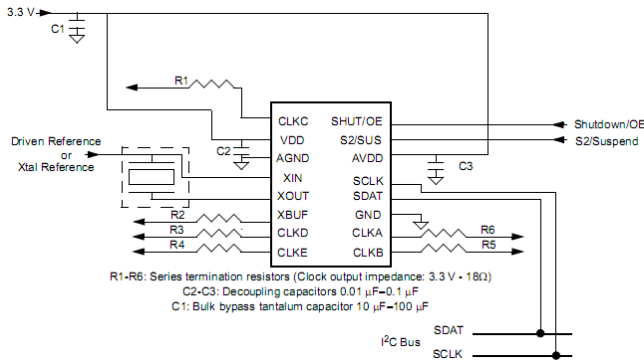 3.3 V
C1
R1
CLKC
SHUT/OE
Shutdown/OE
VDD
S2/SUS
S2/Suspend
Driven Reference
or
Xtal Reference
C2
AGND
AVDD
C3
XIN
SCLK
XOUT
SDAT
R2
XBUF
GND
R3
CLKD
CLKA
R6
R4
CLKE
CLKB
R5
R1-R6: Series termination resistors (Clock output impedance: 3.3 V - 18Ω)
C2-C3: Decoupling capacitors 0.01 μF–0.1 μF
C1: Bulk bypass tantalum capacitor 10 μF–100 μF
SDAT
I²C Bus
SCLK